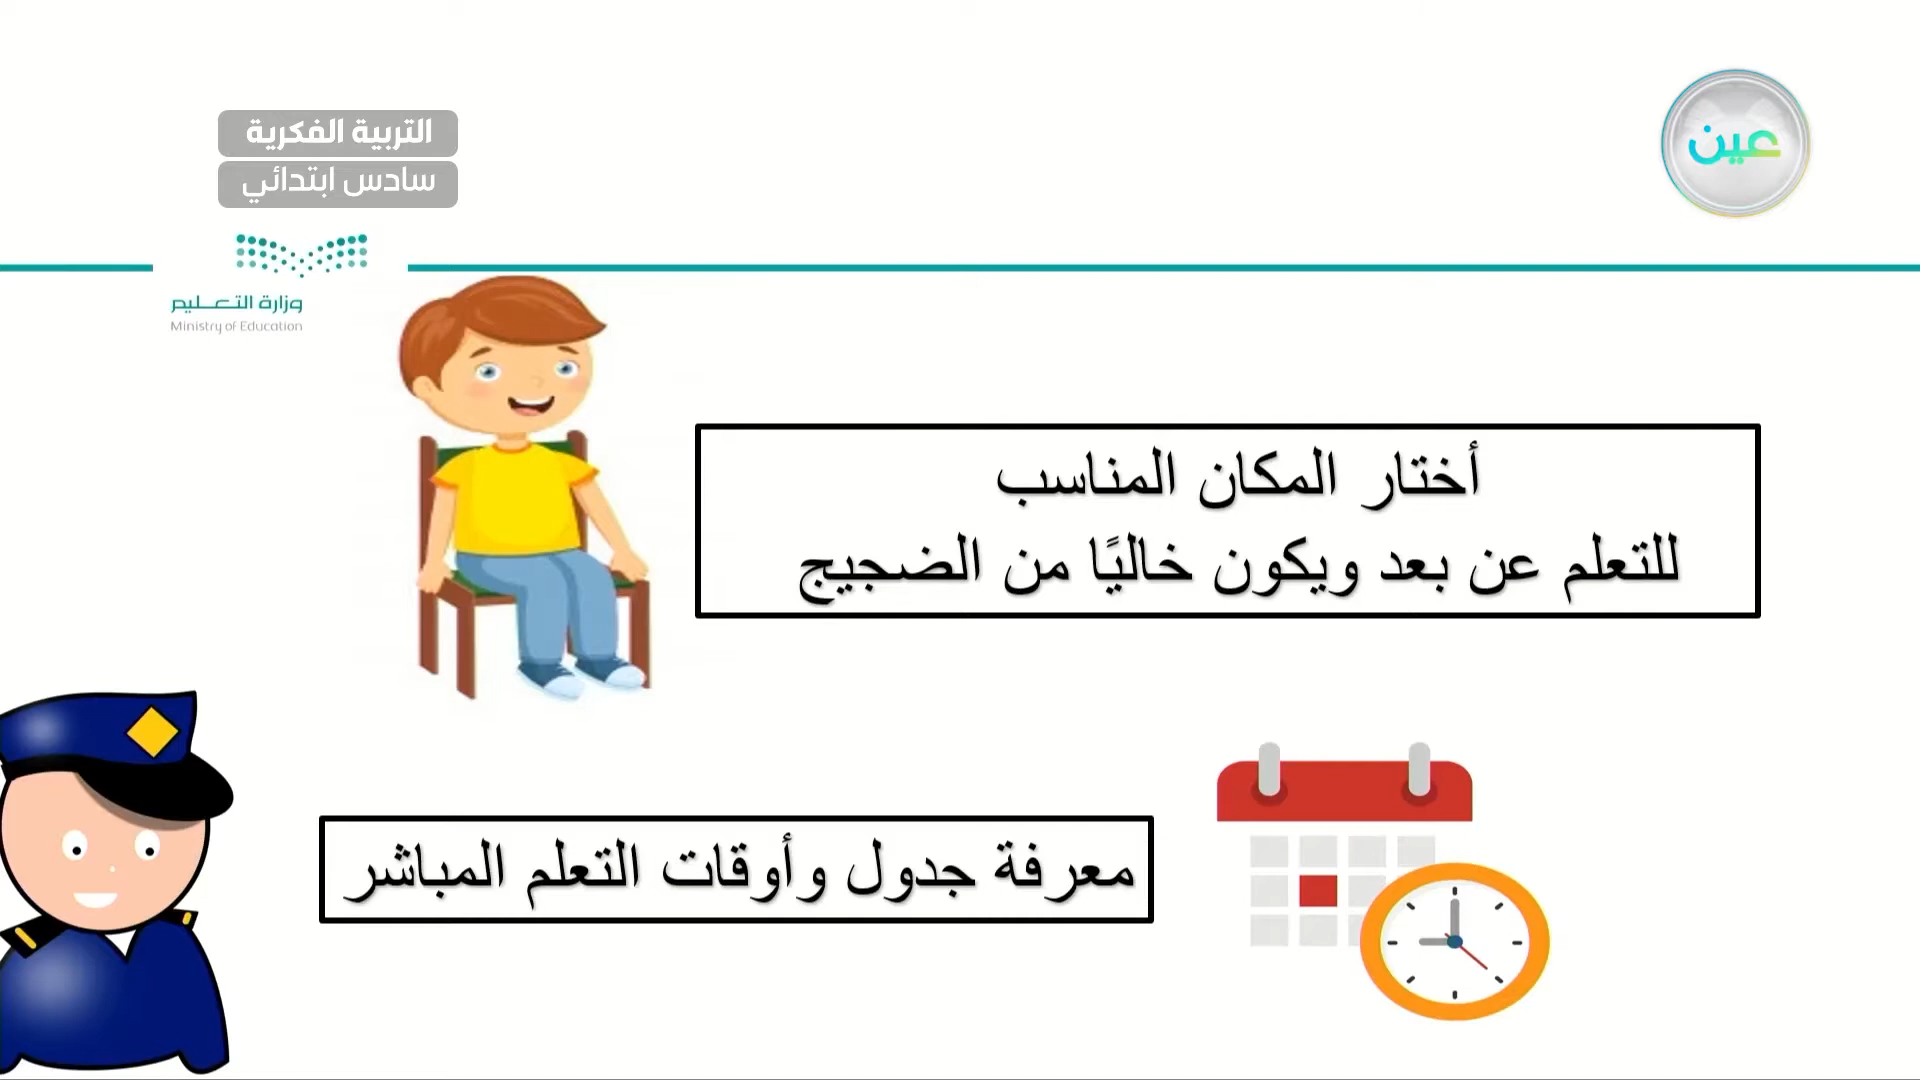 عين
التربية الفكرية
سادس ابتدائي
وزارة التعليم
Ministry of Education
أختار المكان المناسب
للتعلم عن بعد ويكون خاليًا من الضجيج
معرفة جدول وأوقات التعلم المباشر